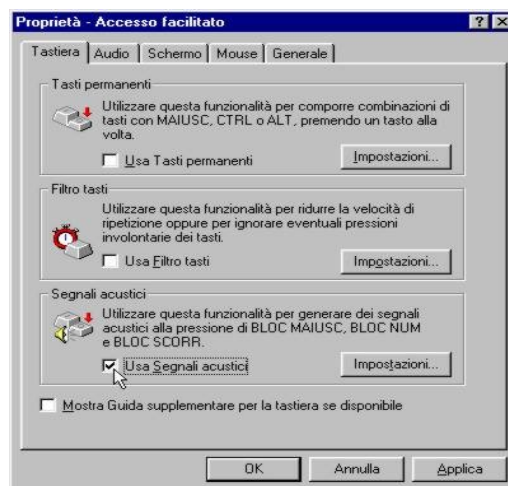 Proprietà - Accesso facilitato
Tastiera Audio Schermo Mouse Generale
Tasti permanenti
Utilizzare questa funzionalità per comporre combinazioni di
tasti con MAIUSC, CTRL o ALT, premendo un tasto alla
volta.
Usa Tasti permanenti
Impostazioni...
Filtro tasti
Utilizzare questa funzionalità per ridurre la velocità di
ripetizione oppure per ignorare eventuali pressioni
involontarie dei tasti.
Usa Filtro tasti
Impostazioni...
Segnali acustici
Utilizzare questa funzionalità per generare dei segnali
acustici alla pressione di BLOC MAIUSC, BLOC NUM
e BLOC SCORR.
Usa Segnali acustici
Impostazioni...
Mostra Guida supplementare per la tastiera se disponibile
OK Annulla Applica